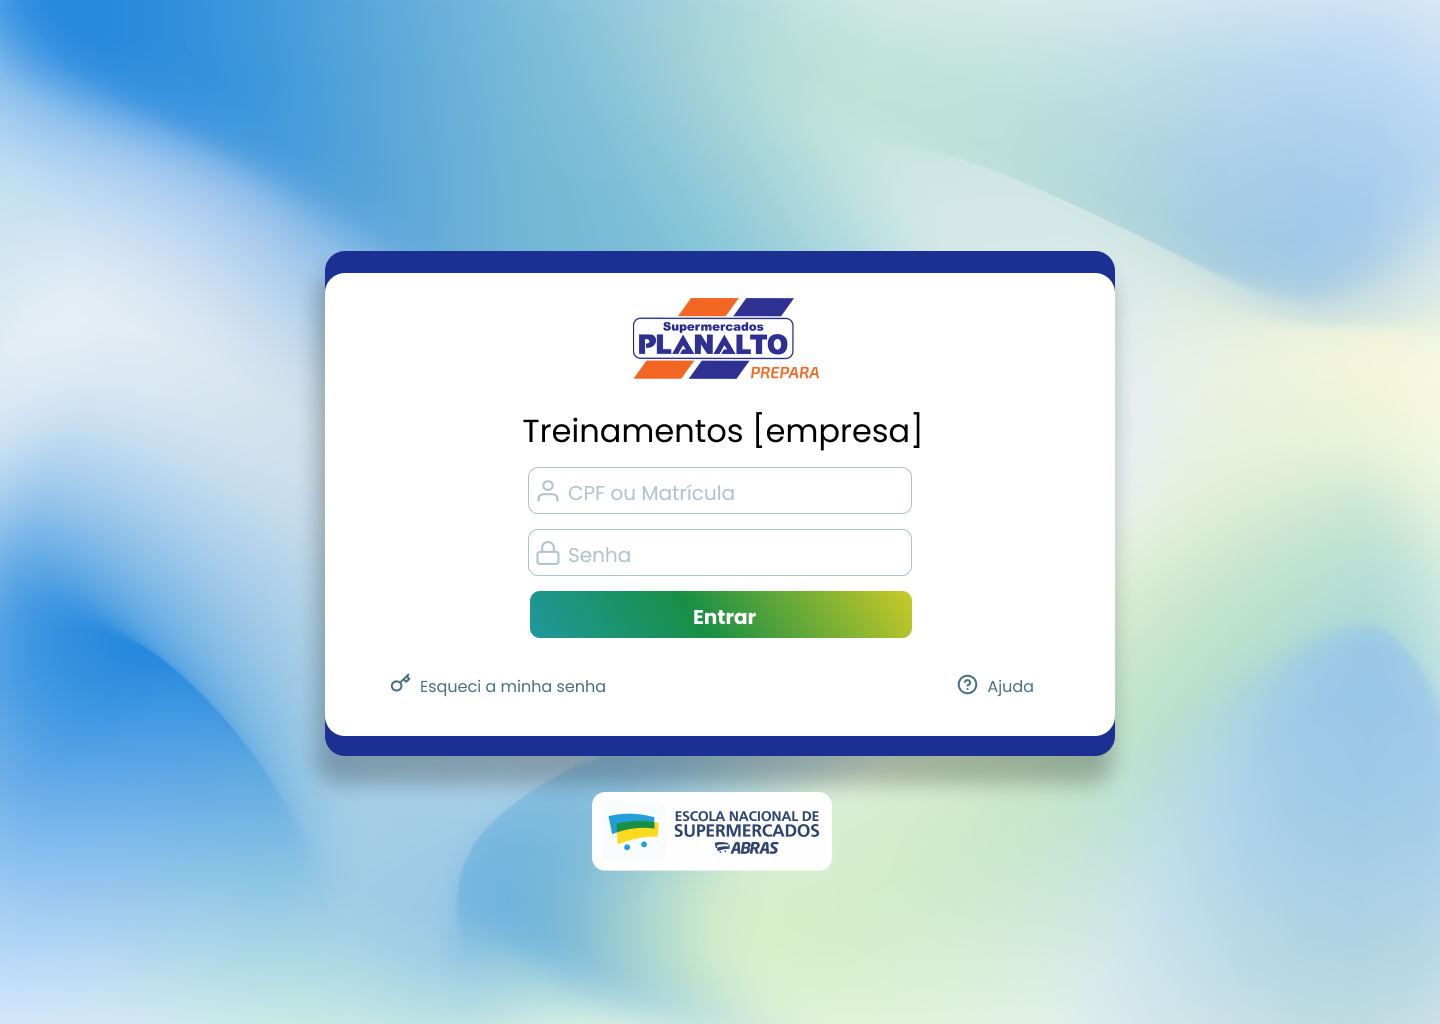 Supermercados
PLANALTO
PREPARA
Treinamentos [empresa]
CPF ou Matrícula
Senha
Entrar
Esqueci a minha senha
Ajuda
ESCOLA NACIONAL DE
SUPERMERCADOS
ABRAS